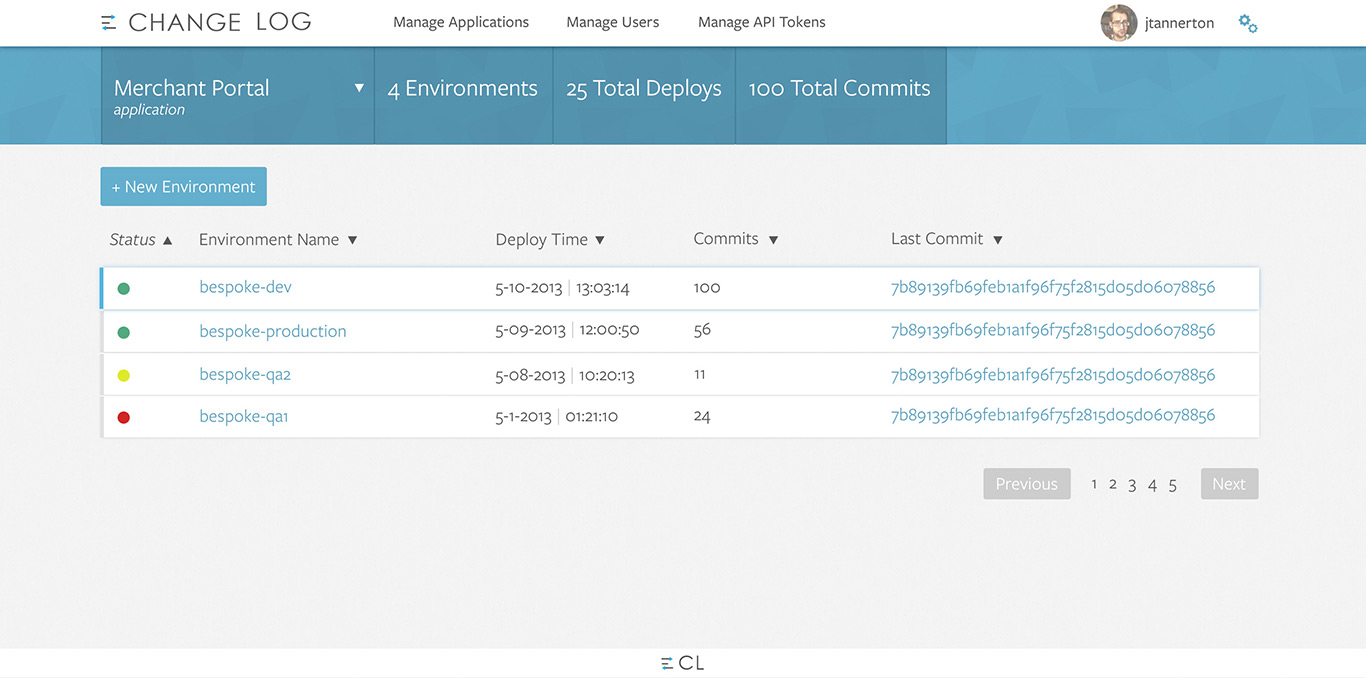 CHANGE LOG Manage Applications Manage Users Manage API Tokens jtannerton
Merchant Portal 4 Environments 25 Total Deploys 100 Total Commits
application
+ New Environment
Status Environment Name Deploy Time Commits Last Commit
bespoke-dev 5-10-2013 | 13:03:14 100 7b89139fb69feb1a1f96f75f2815d05d06078856
bespoke-production 5-09-2013 | 12:00:50 56 7b89139fb69feb1a1f96f75f2815d05d06078856
bespoke-qa2 5-08-2013 | 10:20:13 11 7b89139fb69feb1a1f96f75f2815d05d06078856
bespoke-qa1 5-1-2013 | 01:21:10 24 7b89139fb69feb1a1f96f75f2815d05d06078856
Previous 1 2 3 4 5 Next
CL